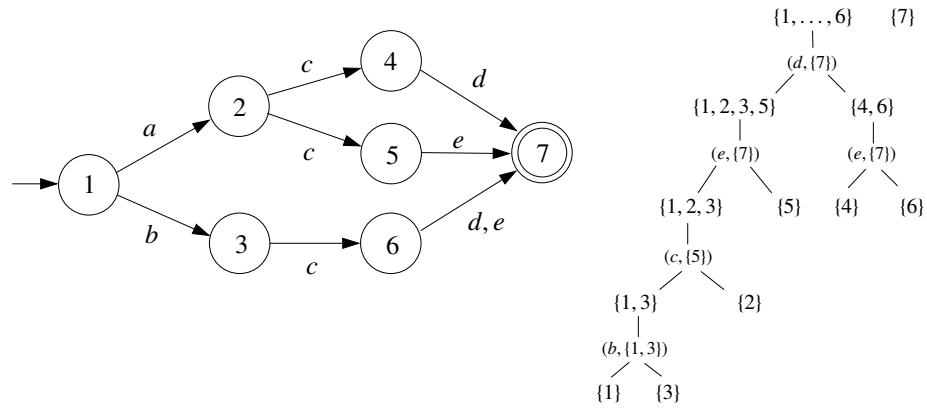 a
b
c
c
c
d
e
d, e
1
2
3
4
5
6
7
{1, . . . , 6} {7}
(d, {7})
{1, 2, 3, 5} {4, 6}
(e, {7}) (e, {7})
{1, 2, 3} {5} {4} {6}
(c, {5})
{1, 3} {2}
(b, {1, 3})
{1} {3}